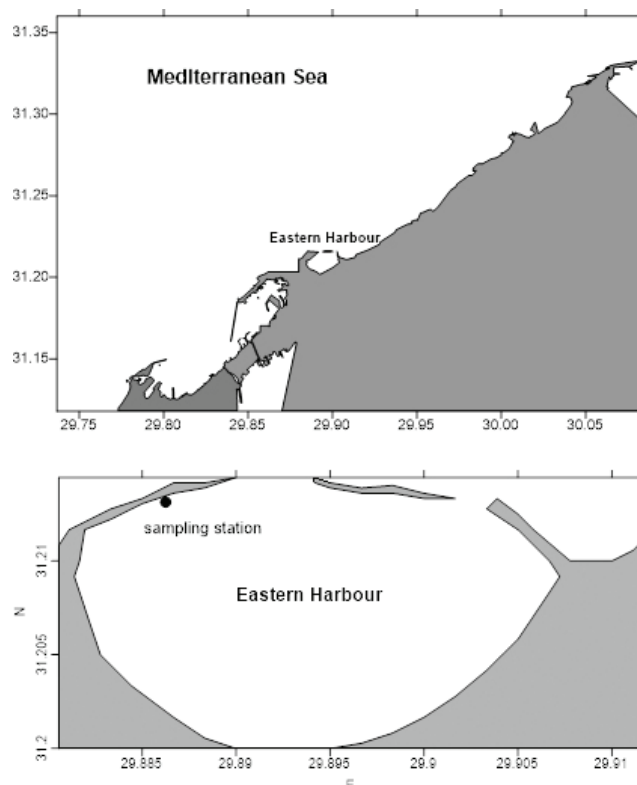 31.35
Mediterranean Sea
31.30
31.25
Eastern Harbour
31.20
31.15
29.75 29.80 29.85 29.90 29.95 30.00 30.05
sampling station
31.21
Eastern Harbour
N
31.205
31.2
29.885 29.89 29.895 29.9 29.905 29.91
E